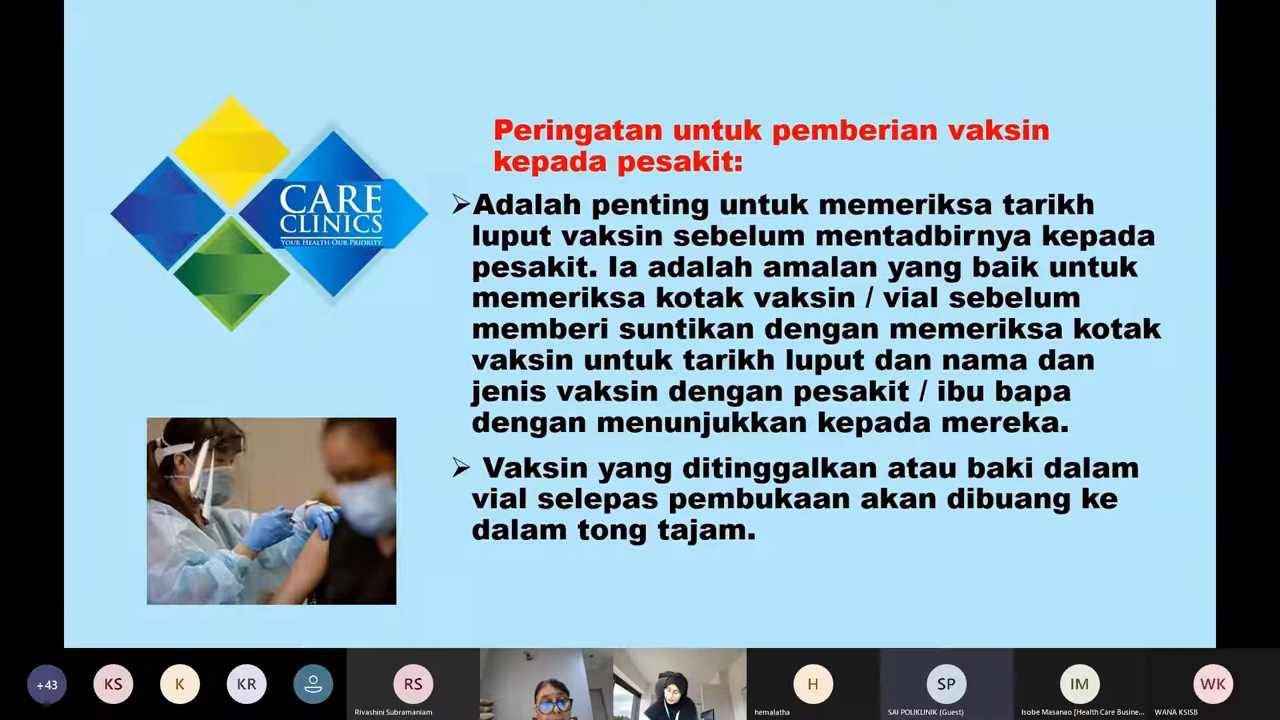 CARE
CLINICS
YOUR HEALTH OUR PRIORITY
Peringatan untuk pemberian vaksin
kepada pesakit:
➢Adalah penting untuk memeriksa tarikh
luput vaksin sebelum mentadbirnya kepada
pesakit. Ia adalah amalan yang baik untuk
memeriksa kotak vaksin / vial sebelum
memberi suntikan dengan memeriksa kotak
vaksin untuk tarikh luput dan nama dan
jenis vaksin dengan pesakit / ibu bapa
dengan menunjukkan kepada mereka.
➢ Vaksin yang ditinggalkan atau baki dalam
vial selepas pembukaan akan dibuang ke
dalam tong tajam.
+43
KS
K
KR
RS
Rivashini Subramaniam
H
hemalatha
SP
SAI POLIKLINIK (Guest)
IM
Isobe Masanao [Health Care Busine...
WK
WANA KSISB